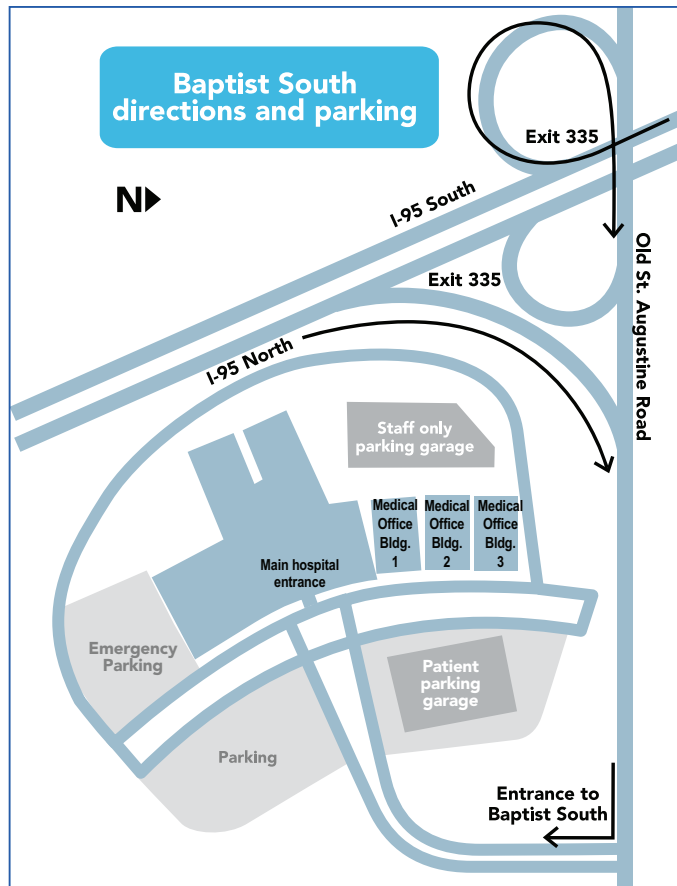 Baptist South
directions and parking
N
Exit 335
I-95 South
Exit 335
Old St. Augustine Road
I-95 North
Staff only
parking garage
Medical
Office
Bldg.
1
Medical
Office
Bldg.
2
Medical
Office
Bldg.
3
Main hospital
entrance
Emergency
Parking
Patient
parking
garage
Parking
Entrance to
Baptist South